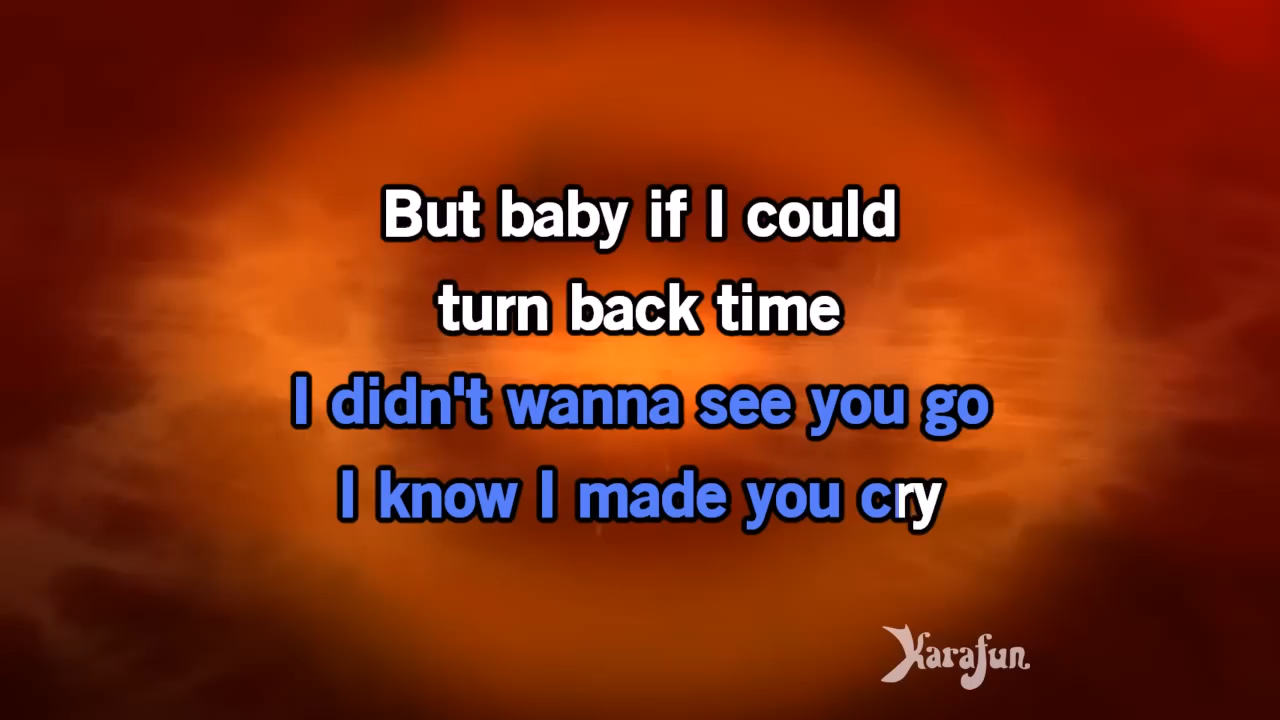 But baby if I could
turn back time
I didn't wanna see you go
I know I made you cry
Karafun